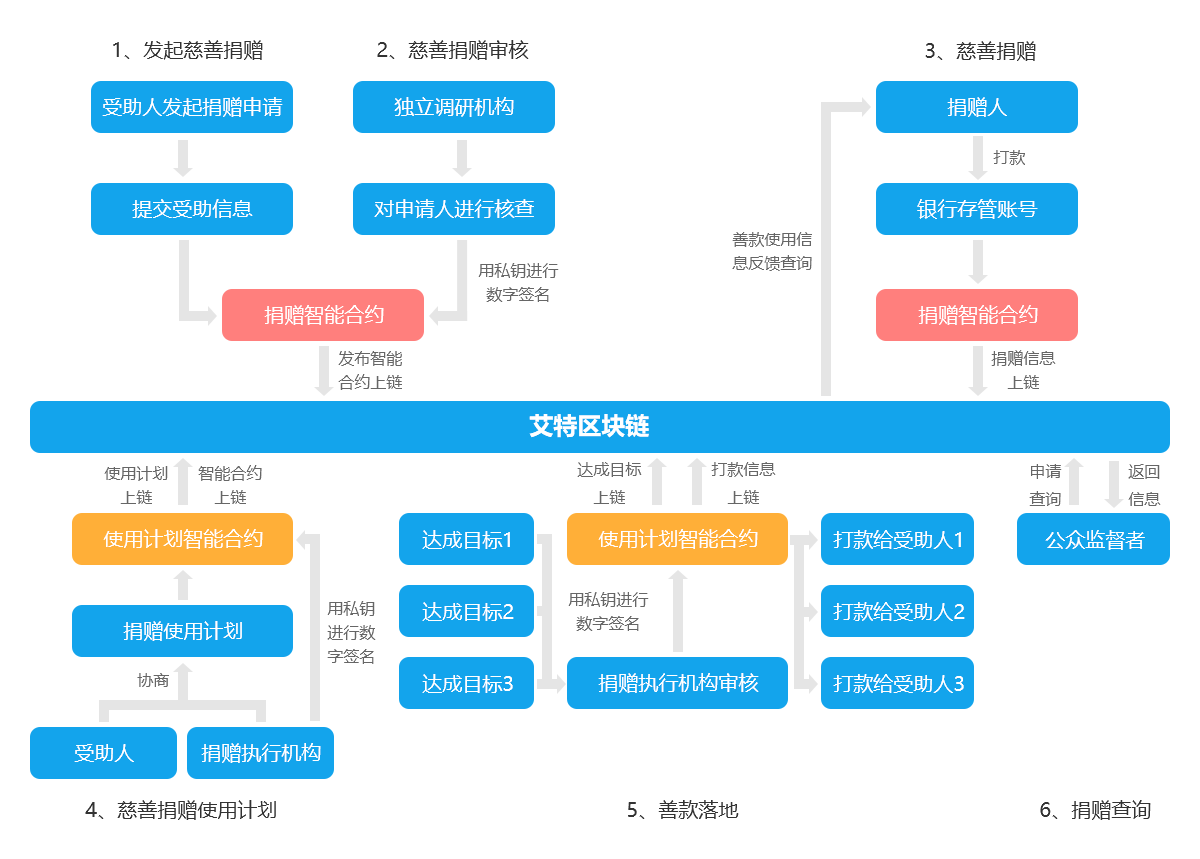 1、发起慈善捐赠
2、慈善捐赠审核
3、慈善捐赠
受助人发起捐赠申请
独立调研机构
捐赠人
打款
提交受助信息
对申请人进行核查
银行存管账号
善款使用信
息反馈查询
用私钥进行
数字签名
捐赠智能合约
捐赠智能合约
发布智能
合约上链
捐赠信息
上链
艾特区块链
使用计划
上链
智能合约
上链
达成目标
上链
打款信息
上链
申请
查询
返回
信息
使用计划智能合约
达成目标1
使用计划智能合约
打款给受助人1
公众监督者
捐赠使用计划
用私钥
进行数
字签名
达成目标2
用私钥进行
数字签名
打款给受助人2
协商
达成目标3
捐赠执行机构审核
打款给受助人3
受助人
捐赠执行机构
4、慈善捐赠使用计划
5、善款落地
6、捐赠查询